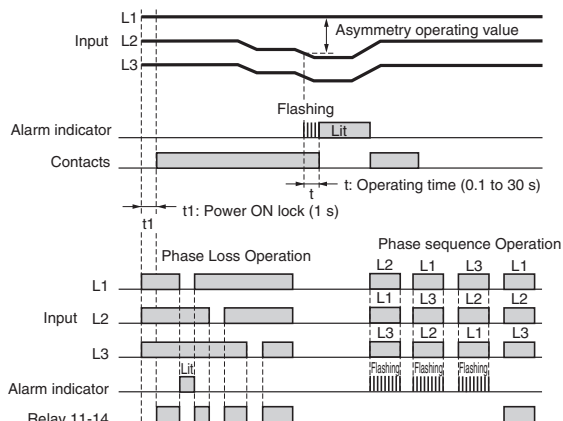 L1
Asymmetry operating value
Input L2
L3
Flashing
Alarm indicator
Lit
Contacts
t: Operating time (0.1 to 30 s)
t
t1: Power ON lock (1 s)
t1
Phase Loss Operation
Phase sequence Operation
L2 L1 L3 L1
L1
L1 L3 L2 L2
Input L2
L3 L2 L1 L3
L3
Lit
Flashing Flashing Flashing
Alarm indicator
Relay 11-14